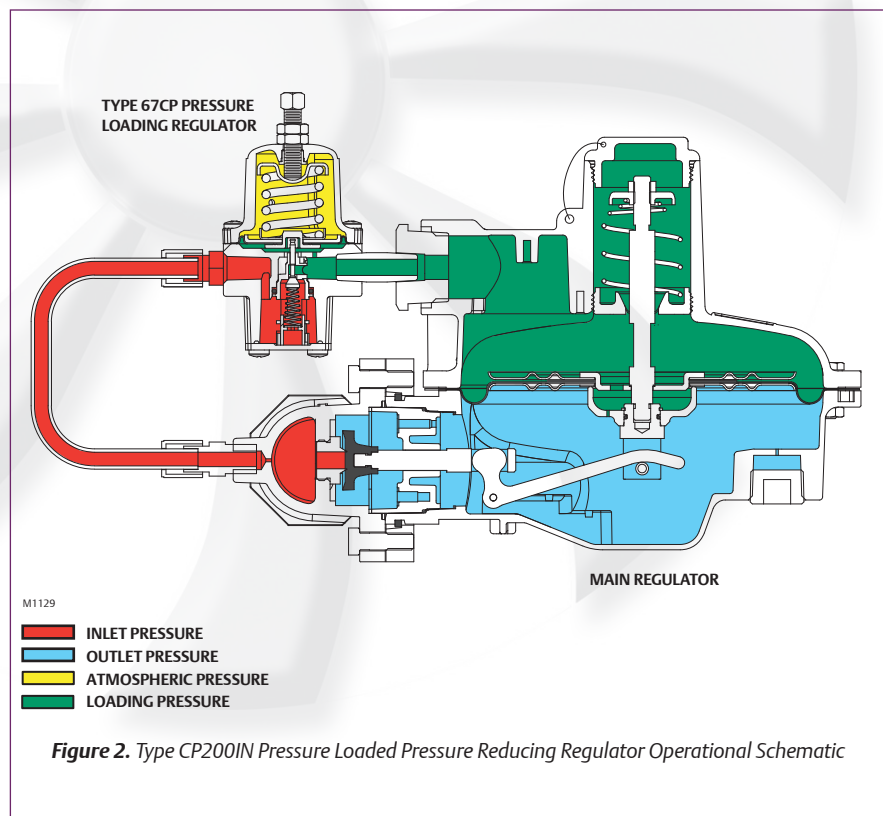 TYPE 67CP PRESSURE
LOADING REGULATOR
MAIN REGULATOR
M1129
INLET PRESSURE
OUTLET PRESSURE
ATMOSPHERIC PRESSURE
LOADING PRESSURE
Figure 2. Type CP200IN Pressure Loaded Pressure Reducing Regulator Operational Schematic